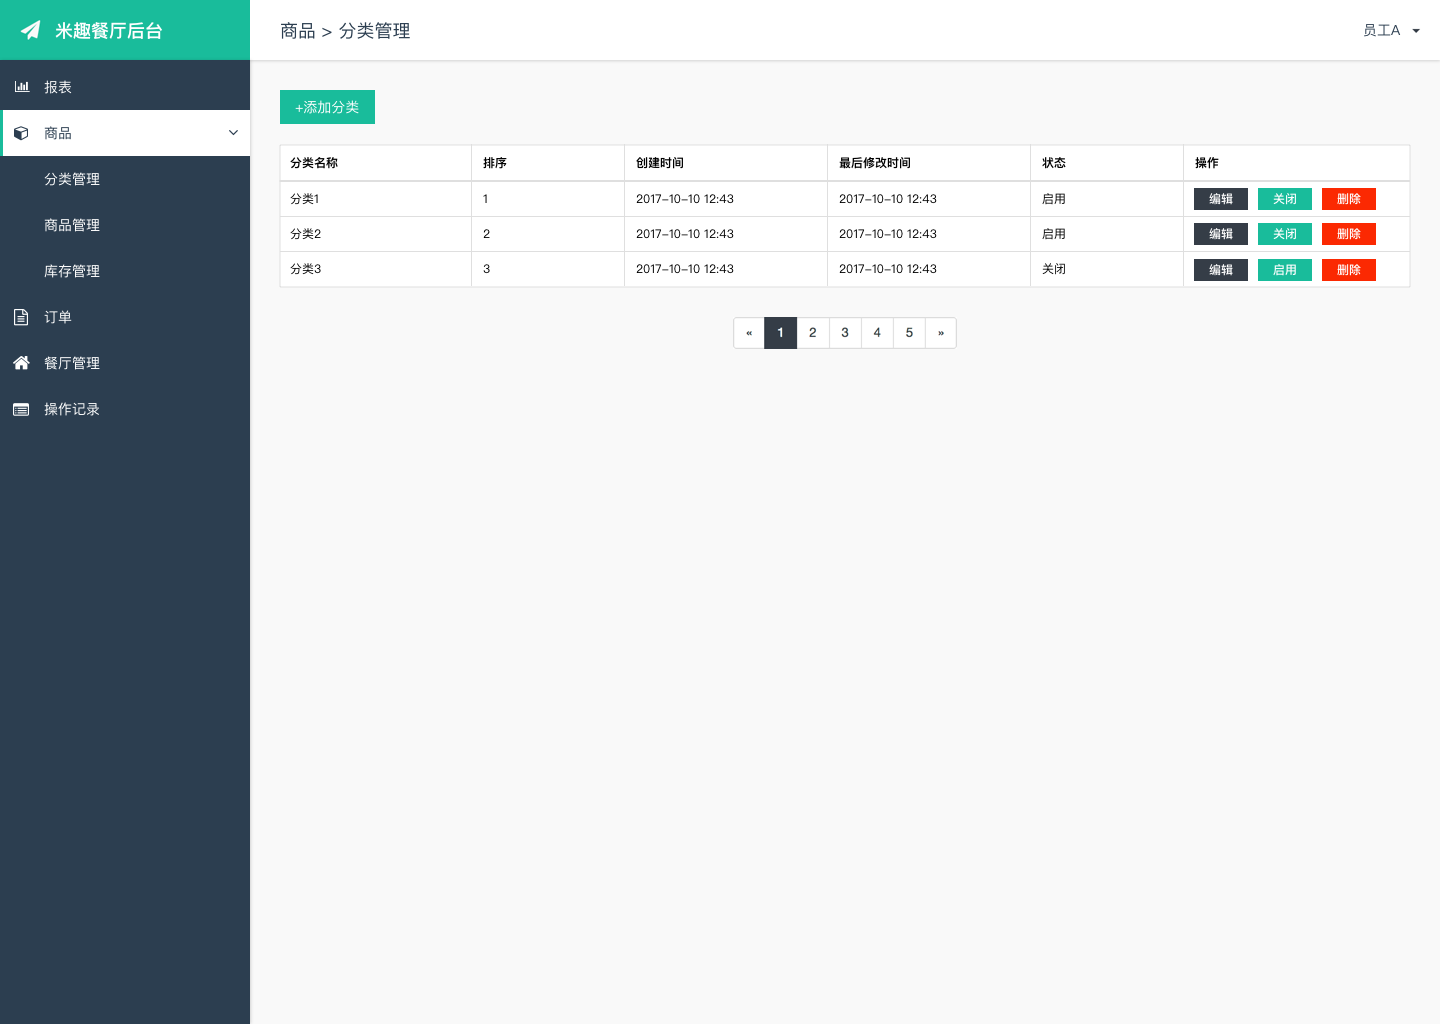 米趣餐厅后台
商品 > 分类管理
员工A
报表
商品
分类管理
商品管理
库存管理
订单
餐厅管理
操作记录
+添加分类
分类名称 排序 创建时间 最后修改时间 状态 操作
分类1 1 2017-10-10 12:43 2017-10-10 12:43 启用 编辑 关闭 删除
分类2 2 2017-10-10 12:43 2017-10-10 12:43 启用 编辑 关闭 删除
分类3 3 2017-10-10 12:43 2017-10-10 12:43 关闭 编辑 启用 删除
« 1 2 3 4 5 »